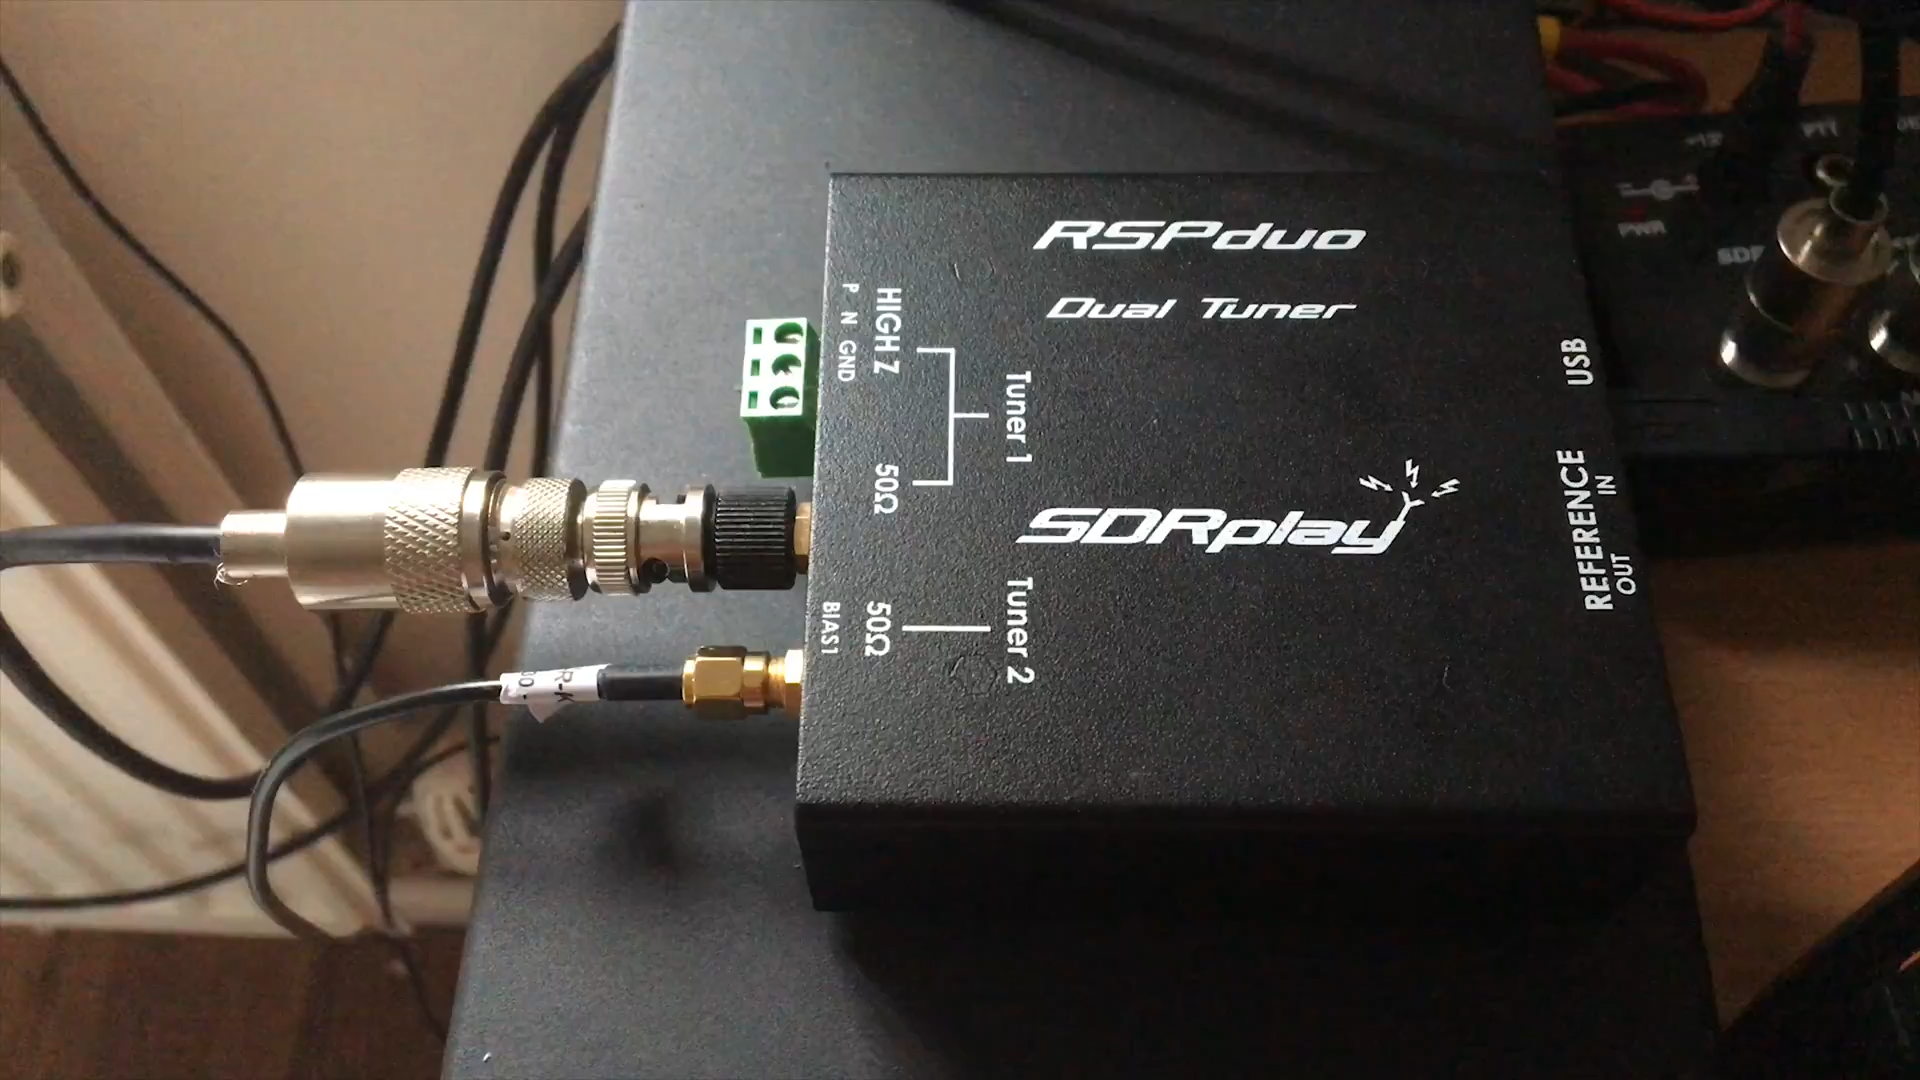 RSPduo
Dual Tuner
HIGH Z
P N GND
Tuner 1
50Ω
SDRplay
Tuner 2
50Ω
BIAS1
USB
REFERENCE
IN
OUT
PWR
SDR
PTT
R-K